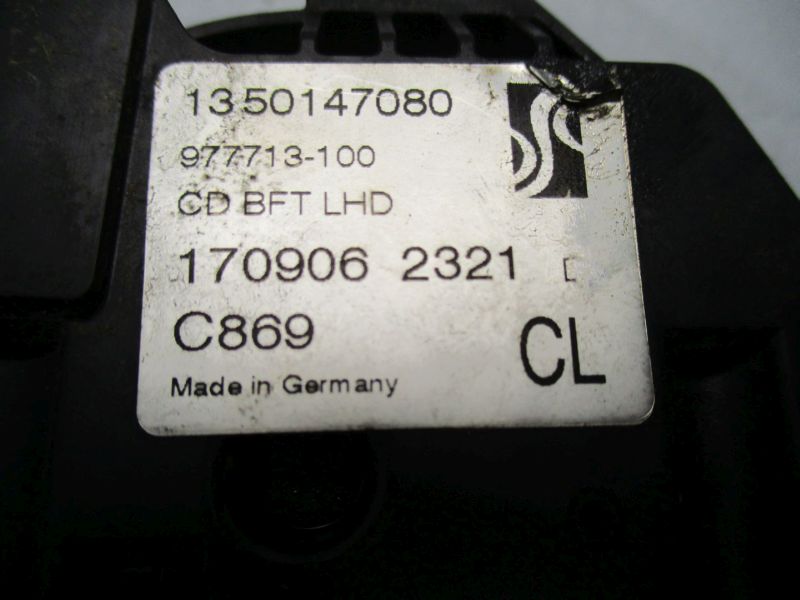 1350147080
977713-100
CD BFT LHD
170906 2321
C869
CL
Made in Germany